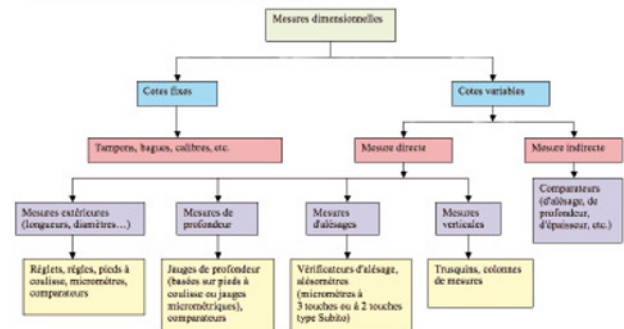 Mesures dimensionnelles
Cotes fixes
Cotes variables
Tampons, bagues, calibres, etc.
Mesure directe
Mesure indirecte
Mesures extérieures
(longueurs, diamètres…)
Mesures de
profondeur
Mesures
d'alésages
Mesures
verticales
Comparateurs
(d'alésage, de
profondeur,
d'épaisseur, etc.)
Réglets, règles, pieds à
coulisse, micromètres,
comparateurs
Jauges de profondeur
(basées sur pieds à
coulisse ou jauges
micrométriques),
comparateurs
Vérificateurs d'alésage,
alésomètres
(micromètres à
3 touches ou à 2 touches
type Subito)
Trusquins, colonnes
de mesures